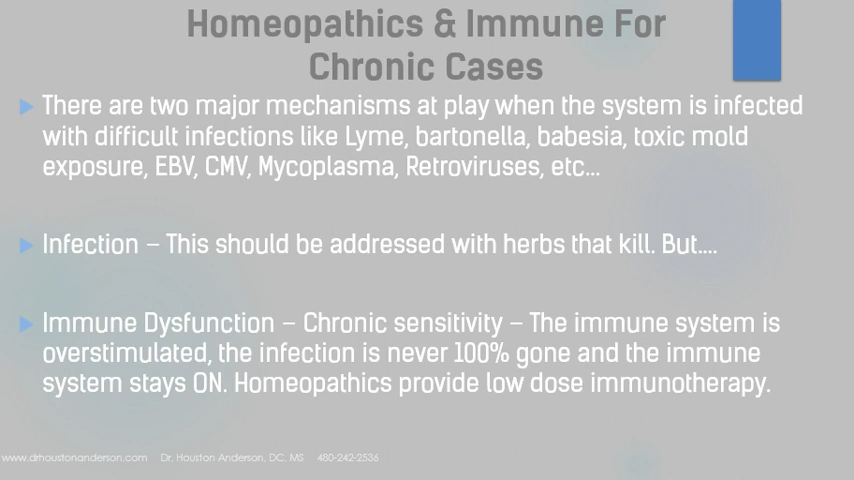 Homeopathics & Immune For
Chronic Cases
There are two major mechanisms at play when the system is infected
with difficult infections like Lyme, bartonella, babesia, toxic mold
exposure, EBV, CMV, Mycoplasma, Retroviruses, etc...
Infection – This should be addressed with herbs that kill. But....
Immune Dysfunction – Chronic sensitivity – The immune system is
overstimulated, the infection is never 100% gone and the immune
system stays ON. Homeopathics provide low dose immunotherapy.
www.drhoustonanderson.com Dr. Houston Anderson, DC, MS 480-242-2536